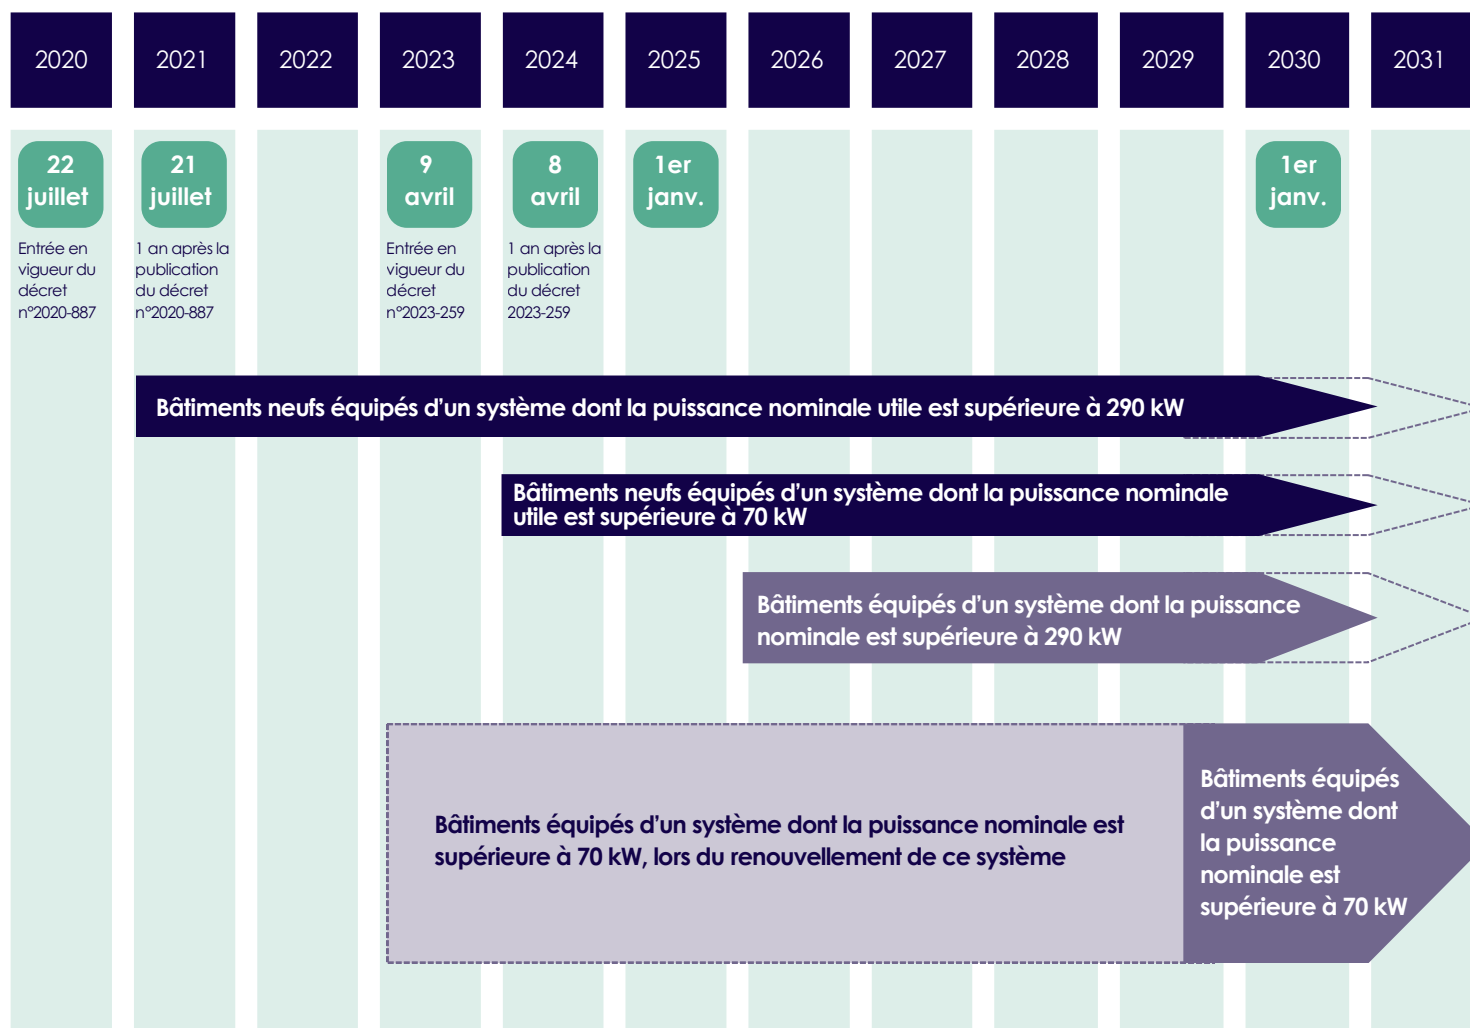 2020
2021
2022
2023
2024
2025
2026
2027
2028
2029
2030
2031
22
juillet
21
juillet
9
avril
8
avril
1er
janv.
1er
janv.
Entrée en
vigueur du
décret
n°2020-887
1 an après la
publication
du décret
n°2020-887
Entrée en
vigueur du
décret
n°2023-259
1 an après la
publication
du décret
2023-259
Bâtiments neufs équipés d'un système dont la puissance nominale utile est supérieure à 290 kW
Bâtiments neufs équipés d'un système dont la puissance nominale
utile est supérieure à 70 kW
Bâtiments équipés d'un système dont la puissance
nominale est supérieure à 290 kW
Bâtiments équipés d'un système dont la puissance nominale est
supérieure à 70 kW, lors du renouvellement de ce système
Bâtiments équipés
d'un système dont
la puissance
nominale est
supérieure à 70 kW